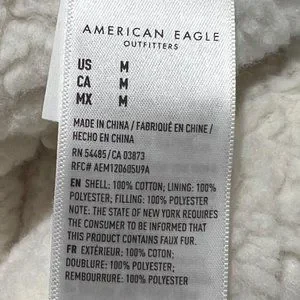 AMERICAN EAGLE
OUTFITTERS
US M
CA M
MX M
MADE IN CHINA / FABRIQUÉ EN CHINE /
HECHO EN CHINA
RN 54485/CA 03873
RFC# AEM120605U9A
EN SHELL: 100% COTTON; LINING: 100%
POLYESTER; FILLING: 100% POLYESTER
NOTE: THE STATE OF NEW YORK REQUIRES
THE CONSUMER TO BE INFORMED THAT
THIS PRODUCT CONTAINS FAUX FUR.
FR EXTÉRIEUR: 100% COTON;
DOUBLURE: 100% POLYESTER;
REMBOURRURE: 100% POLYESTER